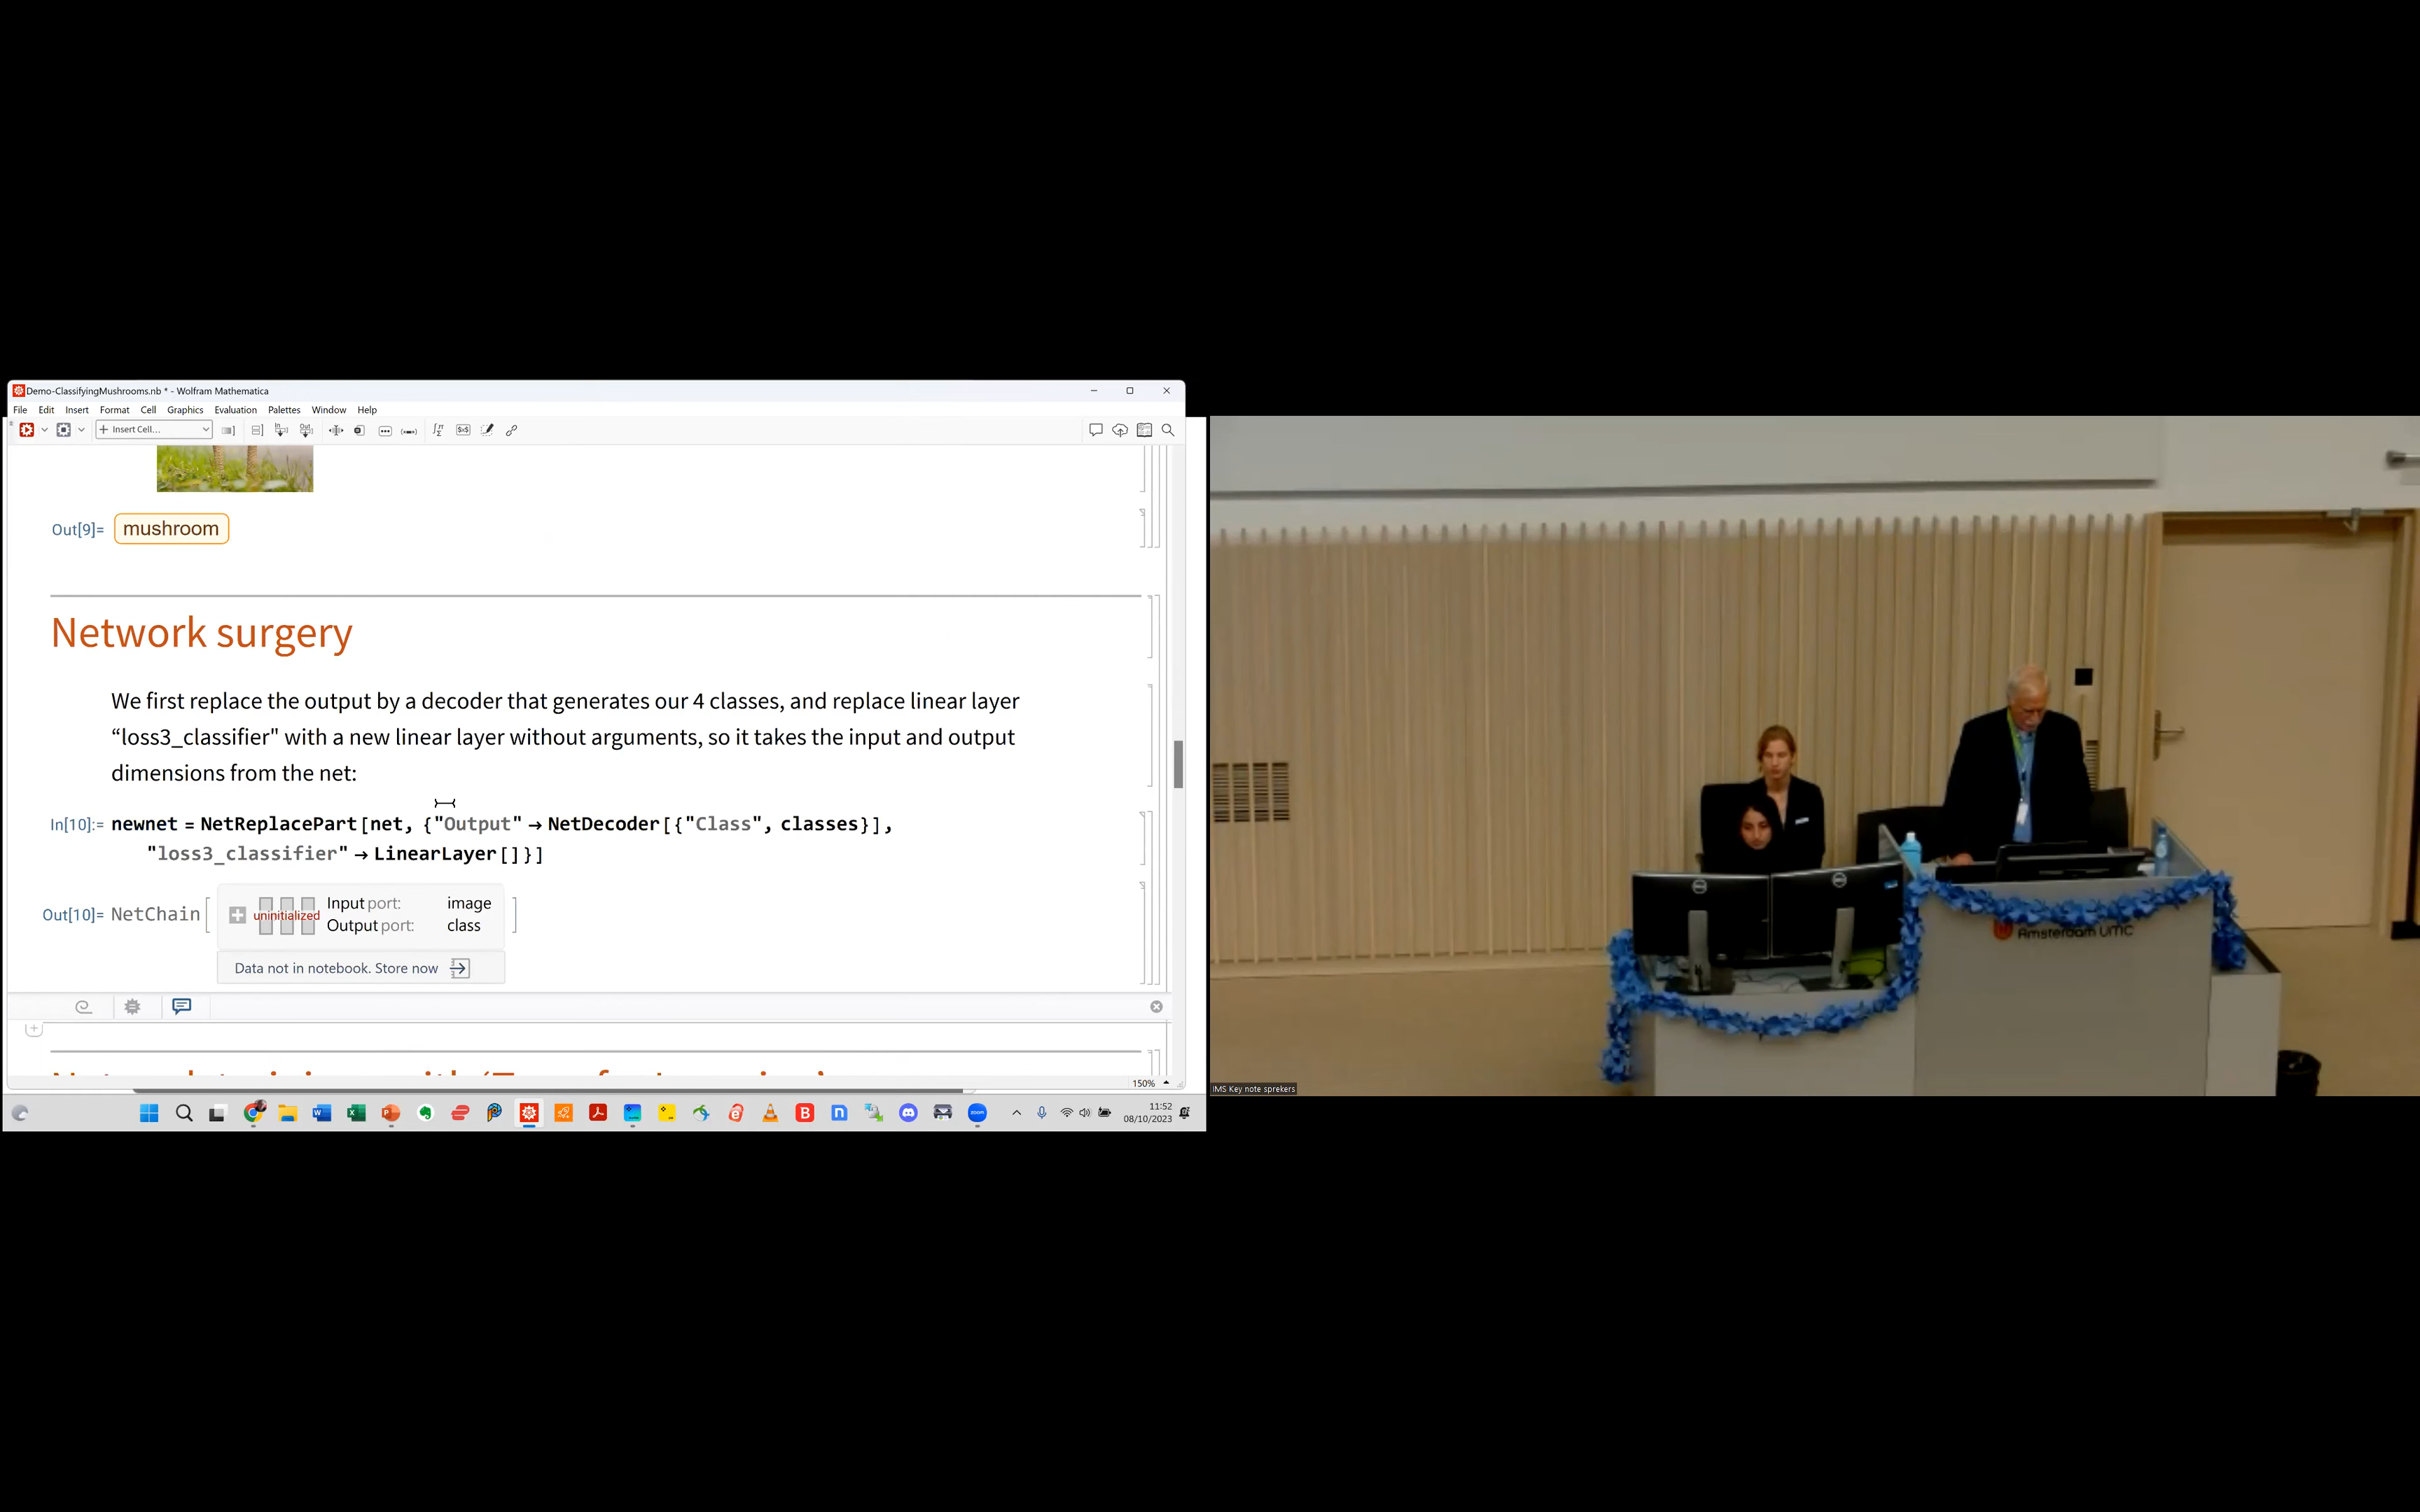 Demo-ClassifyingMushrooms.nb * - Wolfram Mathematica
File Edit Insert Format Cell Graphics Evaluation Palettes Window Help
+ Insert Cell...
Out[9]= mushroom
Network surgery
We first replace the output by a decoder that generates our 4 classes, and replace linear layer
“loss3_classifier" with a new linear layer without arguments, so it takes the input and output
dimensions from the net:
In[10]:= newnet = NetReplacePart[net, {"Output" → NetDecoder[{"Class", classes}],
"loss3_classifier" → LinearLayer[]}]
Out[10]= NetChain[
uninitialized
Input port: image
Output port: class
]
Data not in notebook. Store now
150%
11:52
08/10/2023
Amsterdam UMC
IMS Key note sprekers